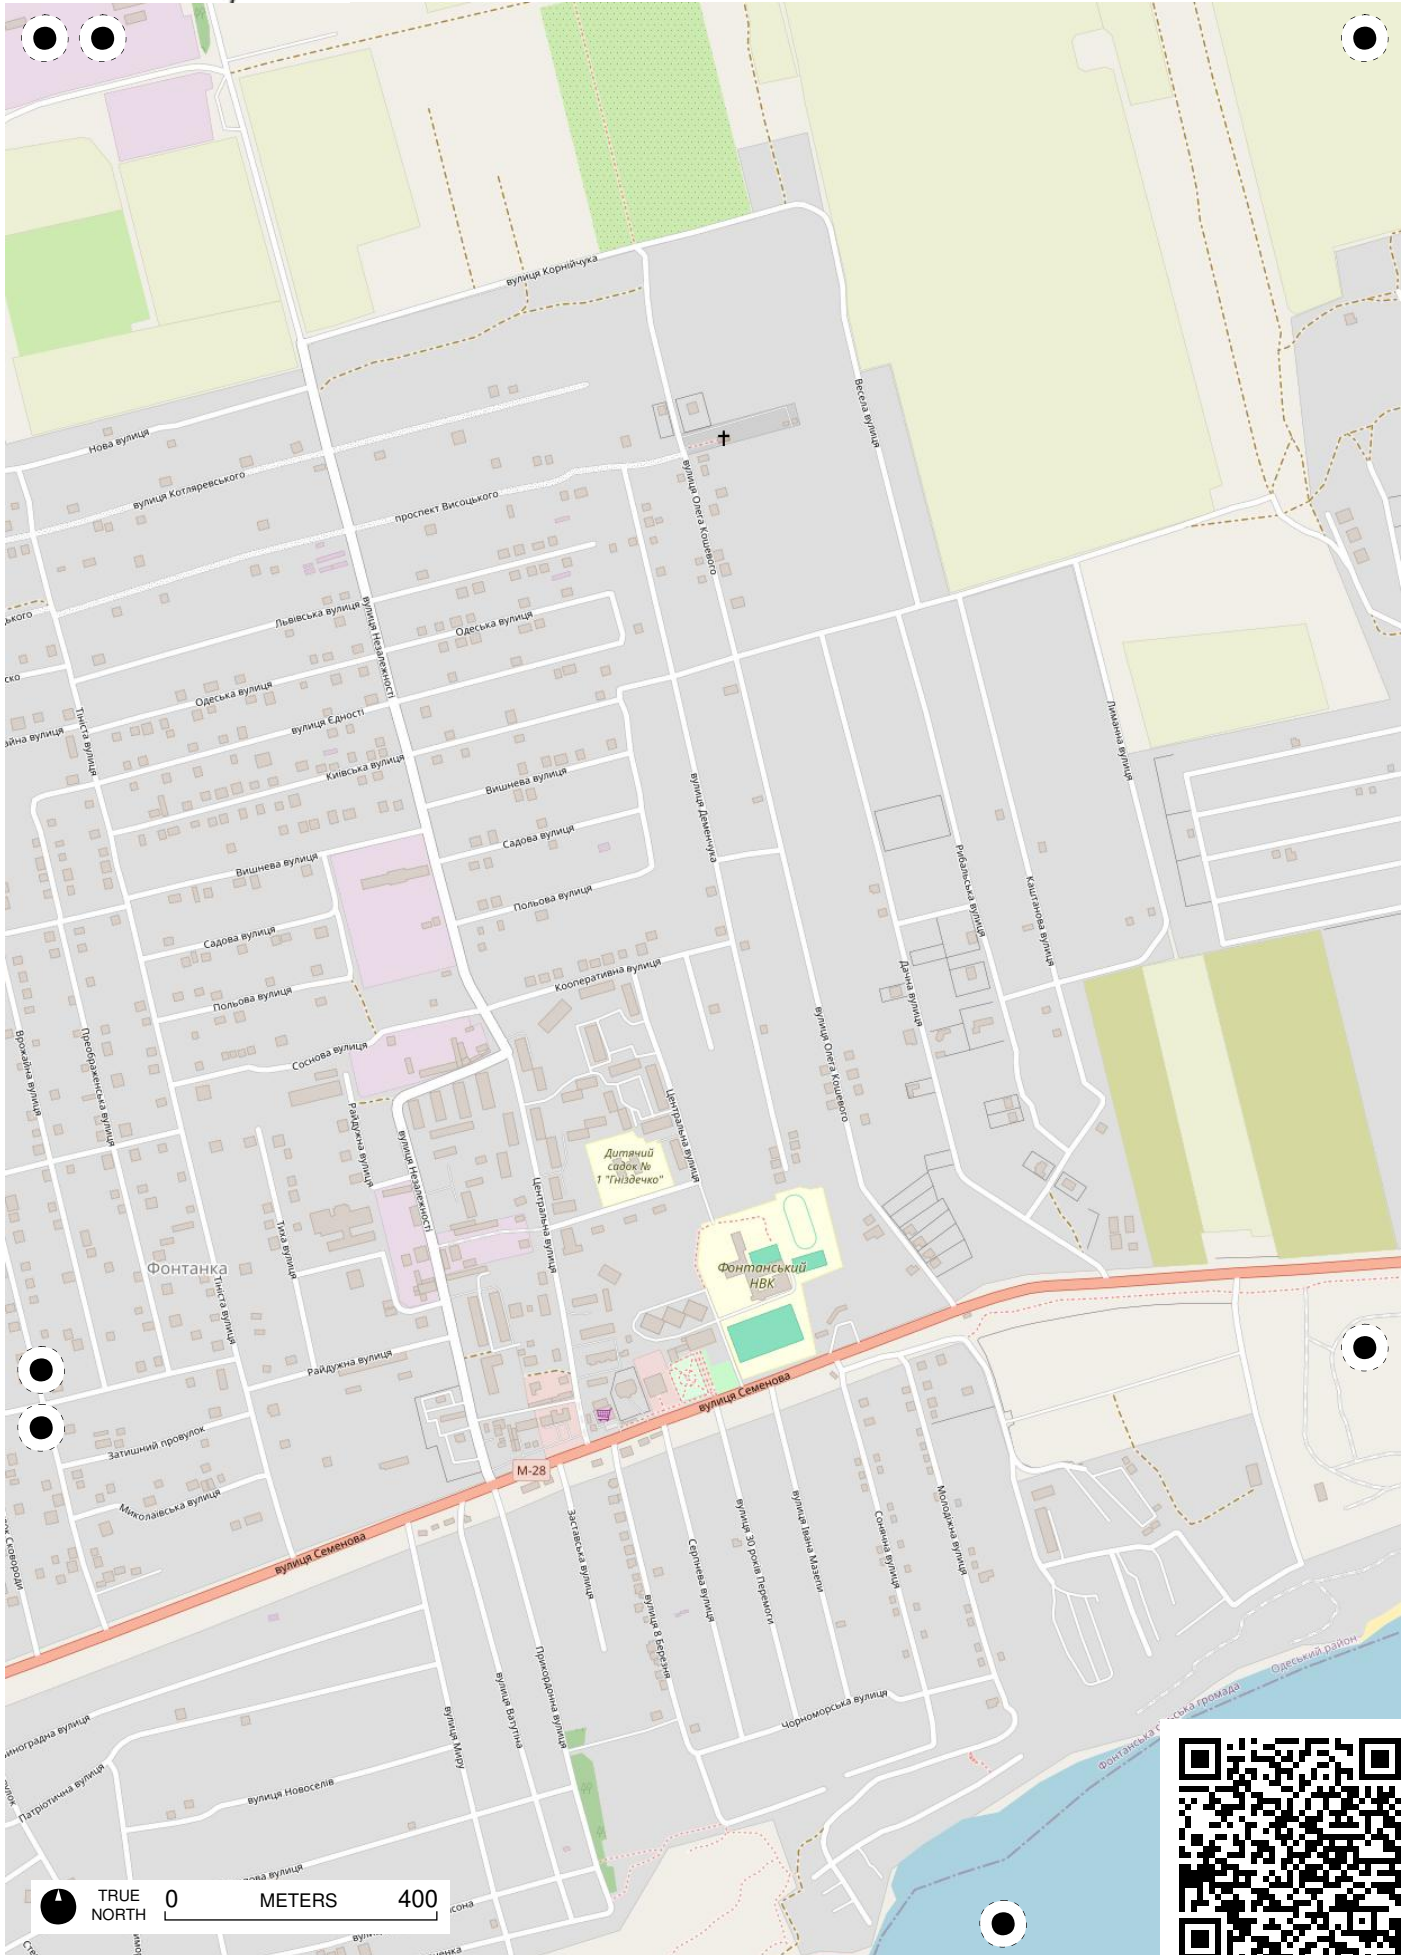 вулиця Корнійчука
Весела вулиця
Нова вулиця
вулиця Котляревського
проспект Висоцького
вулиця Олега Кошевого
Львівська вулиця
вулиця Незалежності
Одеська вулиця
Одеська вулиця
Тініста вулиця
вулиця Єдності
Київська вулиця
Вишнева вулиця
вулиця Деменчука
Лиманна вулиця
Садова вулиця
Вишнева вулиця
Польова вулиця
Рибальська вулиця
Каштанова вулиця
Садова вулиця
Кооперативна вулиця
Дачна вулиця
Польова вулиця
вулиця Олега Кошевого
Врожайна вулиця
Преображенська вулиця
Соснова вулиця
Райдужна вулиця
вулиця Незалежності
Центральна вулиця
Дитячий
садок №
1 "Гніздечко"
Центральна вулиця
Тиха вулиця
Фонтанка
Тініста вулиця
Фонтанський
НВК
Райдужна вулиця
вулиця Семенова
Затишний провулок
М-28
Миколаївська вулиця
вулиця Семенова
Заставська вулиця
Серпнева вулиця
вулиця 30 років Перемоги
вулиця Івана Мазепи
Сонячна вулиця
Молодіжна вулиця
вулиця 8 Березня
Прикордонна вулиця
вулиця Ватутіна
вулиця Миру
Чорноморська вулиця
Одеський район
Патріотична вулиця
вулиця Новоселів
TRUE
NORTH
0 METERS 400